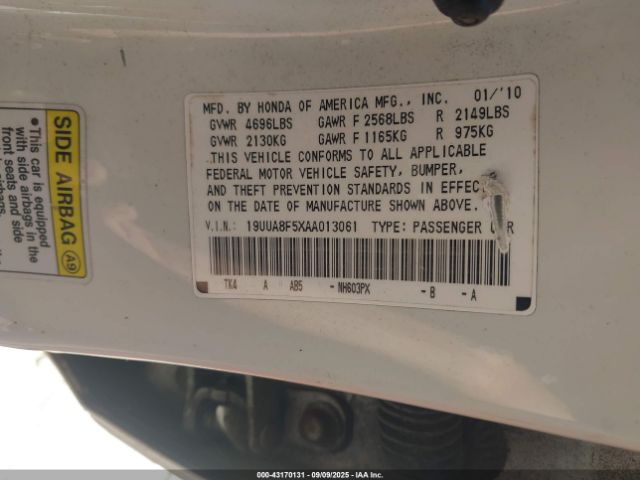 MFD. BY HONDA OF AMERICA MFG., INC. 01/'10
GVWR 4696LBS GAWR F 2568LBS R 2149LBS
GVWR 2130KG GAWR F 1165KG R 975KG
THIS VEHICLE CONFORMS TO ALL APPLICABLE
FEDERAL MOTOR VEHICLE SAFETY, BUMPER,
AND THEFT PREVENTION STANDARDS IN EFFECT
ON THE DATE OF MANUFACTURE SHOWN ABOVE.
V.I.N: 19UUA8F5XAA013061 TYPE: PASSENGER CAR
TK4 A AB5 -NH603PX -B -A
SIDE AIRBAG A9
• This car is equipped
with side airbags in the
front seats and
side
000-43170131 - 09/09/2025 - IAA Inc.